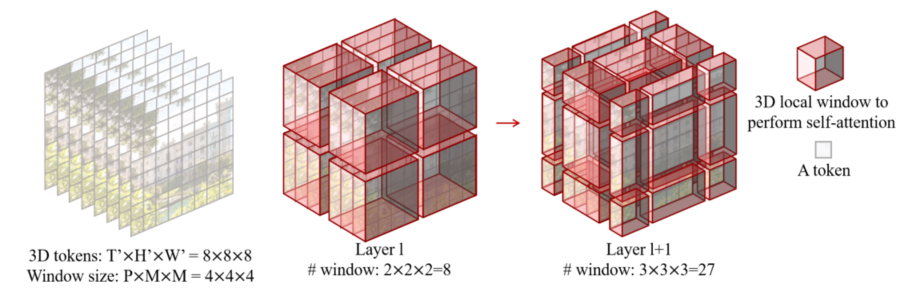 3D tokens: T’×H’×W’ = 8×8×8
Window size: P×M×M = 4×4×4
Layer l
# window: 2×2×2=8
Layer l+1
# window: 3×3×3=27
3D local window to
perform self-attention
A token